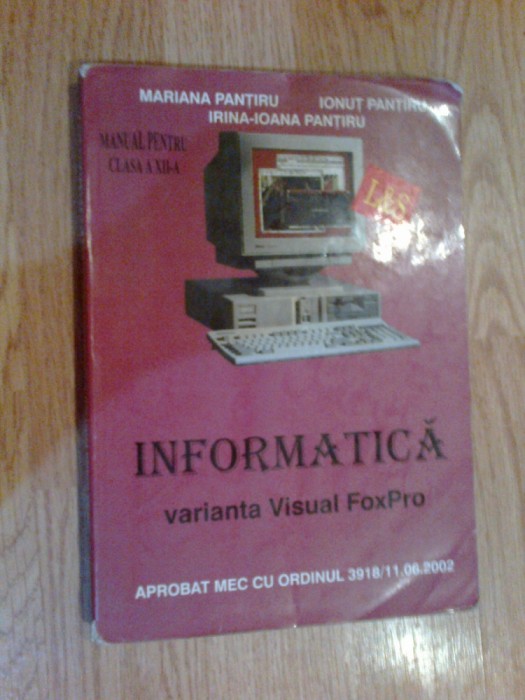 MARIANA PANȚIRU IONUȚ PANȚIRU
IRINA-IOANA PANȚIRU
MANUAL PENTRU
CLASA A XII-A
L&S
INFORMATICĂ
varianta Visual FoxPro
APROBAT MEC CU ORDINUL 3918/11.06.2002